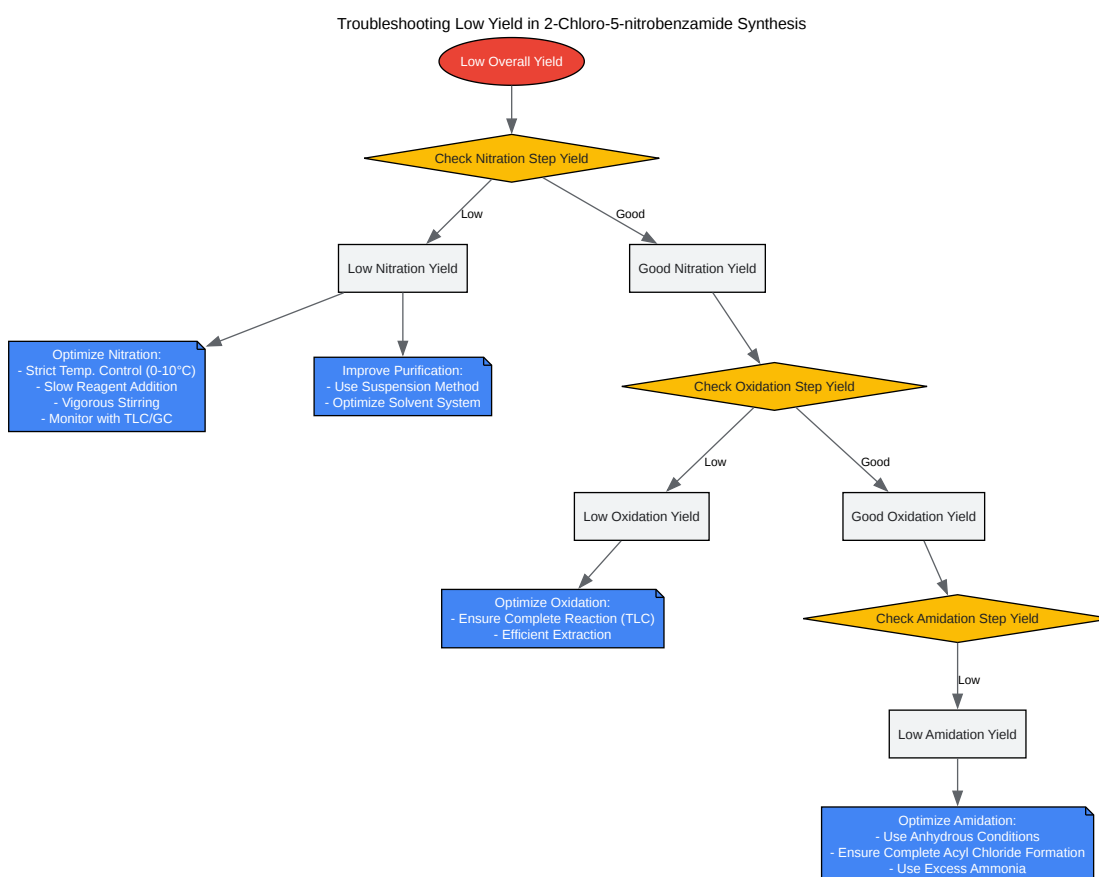 Troubleshooting Low Yield in 2-Chloro-5-nitrobenzamide Synthesis
Low Overall Yield
Check Nitration Step Yield
Low
Good
Low Nitration Yield
Good Nitration Yield
Optimize Nitration:
- Strict Temp. Control (0-10°C)
- Slow Reagent Addition
- Vigorous Stirring
- Monitor with TLC/GC
Improve Purification:
- Use Suspension Method
- Optimize Solvent System
Check Oxidation Step Yield
Low
Good
Low Oxidation Yield
Good Oxidation Yield
Optimize Oxidation:
- Ensure Complete Reaction (TLC)
- Efficient Extraction
Check Amidation Step Yield
Low
Low Amidation Yield
Optimize Amidation:
- Use Anhydrous Conditions
- Ensure Complete Acyl Chloride Formation
- Use Excess Ammonia